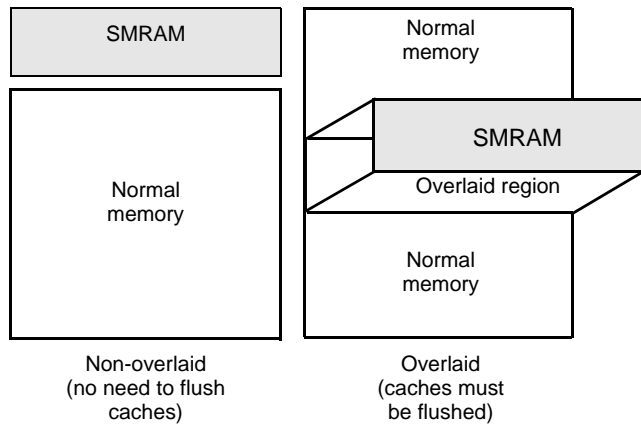 SMRAM
Normal
memory
Non-overlaid
(no need to flush
caches)
Normal
memory
SMRAM
Overlaid region
Normal
memory
Overlaid
(caches must
be flushed)